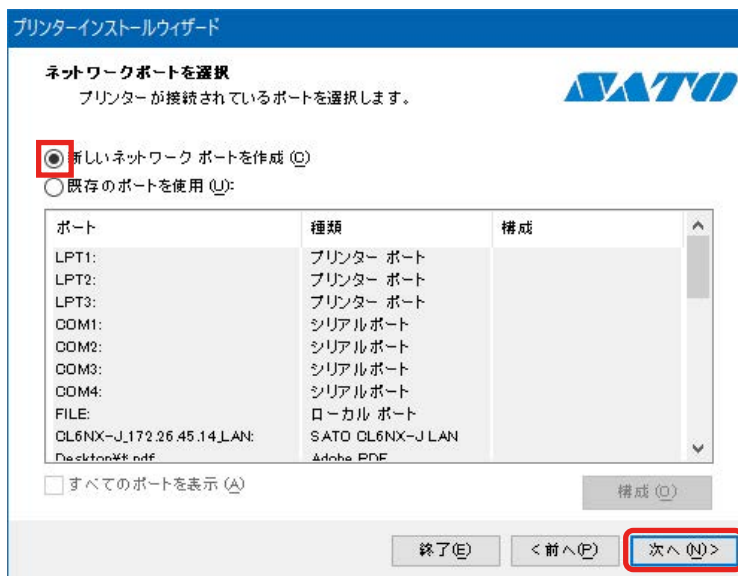 プリンターインストールウィザード
ネットワークポートを選択
プリンターが接続されているポートを選択します。
SATO
新しいネットワーク ポートを作成 (C)
既存のポートを使用 (U):
ポート 種類 構成
LPT1: プリンター ポート
LPT2: プリンター ポート
LPT3: プリンター ポート
COM1: シリアルポート
COM2: シリアルポート
COM3: シリアルポート
COM4: シリアルポート
FILE: ローカル ポート
CL6NX-J_172.26.45.14_LAN: SATO CL6NX-J LAN
Desktop¥*.pdf Adobe PDF
すべてのポートを表示 (A)
構成 (O)
終了(E) <前へ(P) 次へ (N)>